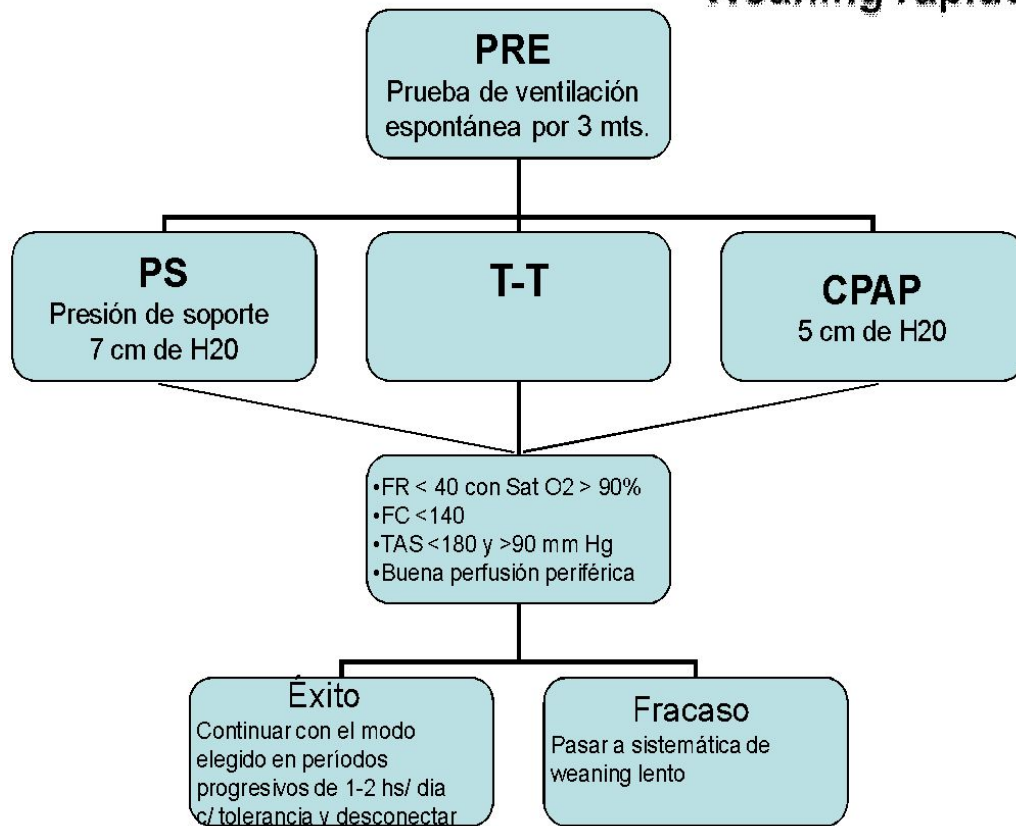 PRE
Prueba de ventilación
espontánea por 3 mts.
PS
Presión de soporte
7 cm de H20
T-T
CPAP
5 cm de H20
•FR < 40 con Sat O2 > 90%
•FC <140
•TAS <180 y >90 mm Hg
•Buena perfusión periférica
Éxito
Continuar con el modo
elegido en períodos
progresivos de 1-2 hs/ dia
c/ tolerancia y desconectar
Fracaso
Pasar a sistemática de
weaning lento